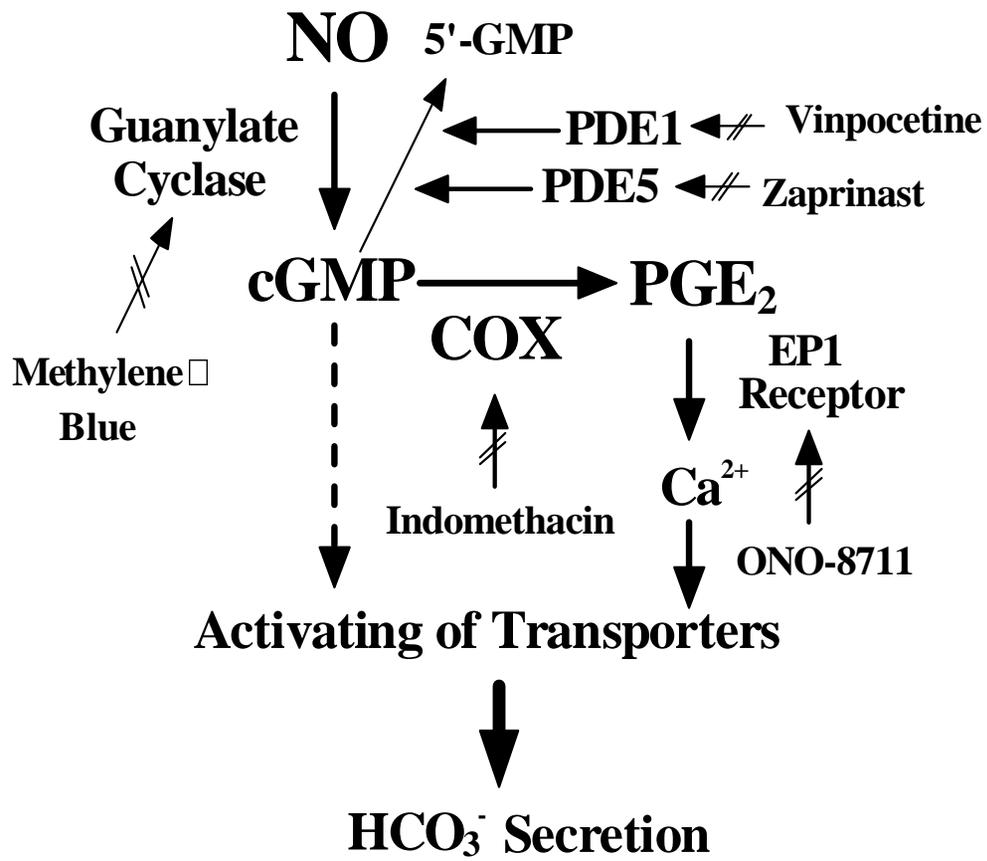 NO 5'-GMP
Guanylate
Cyclase
PDE1 Vinpocetine
PDE5 Zaprinast
cGMP PGE₂
COX
EP1
Receptor
Methylene□
Blue
Ca²⁺
Indomethacin
ONO-8711
Activating of Transporters
HCO₃⁻ Secretion